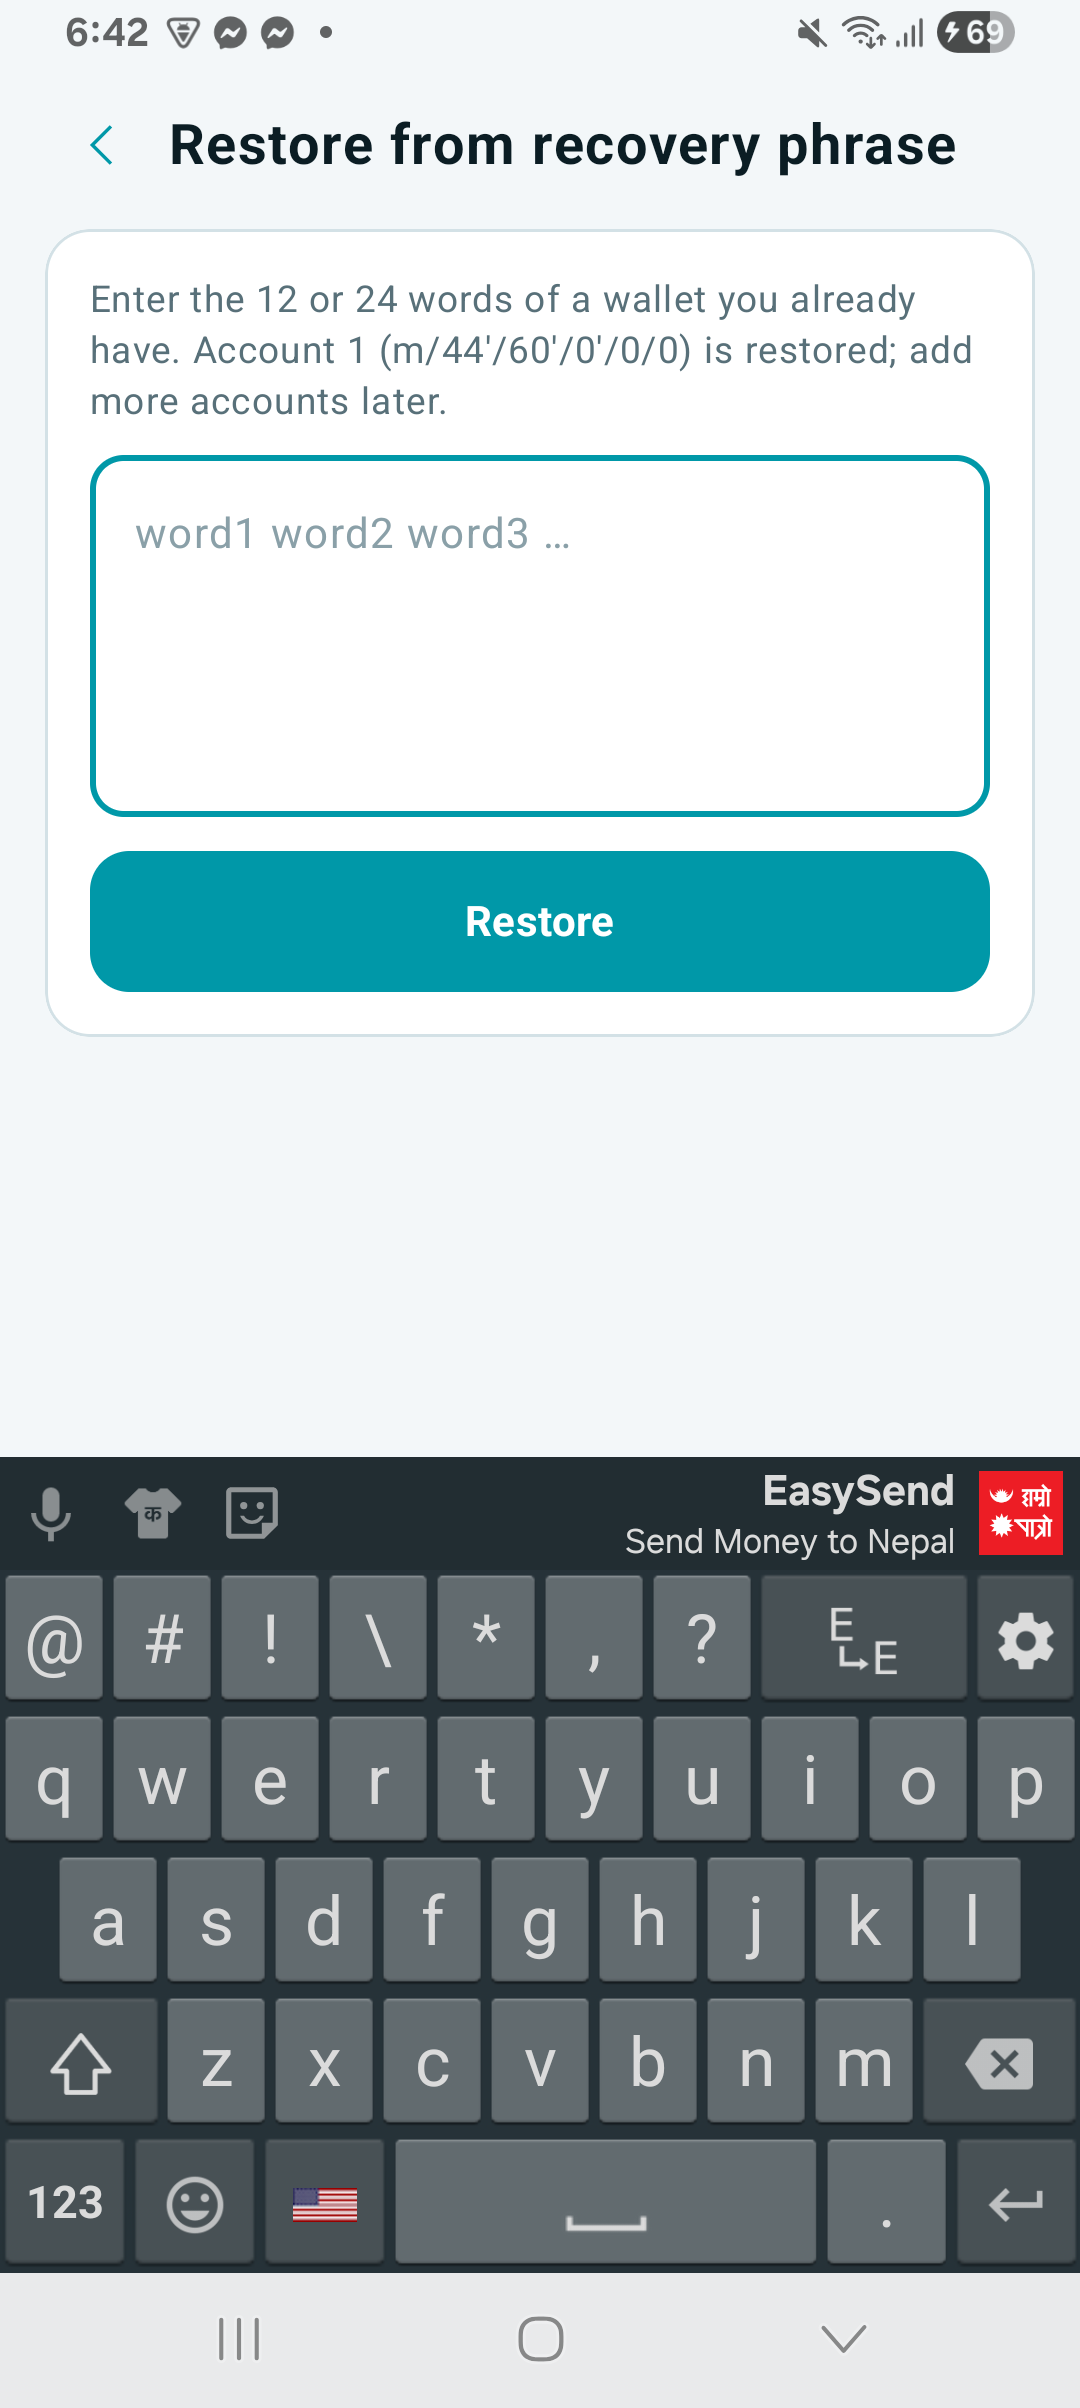 6:42
69
Restore from recovery phrase
Enter the 12 or 24 words of a wallet you already
have. Account 1 (m/44'/60'/0'/0/0) is restored; add
more accounts later.
word1 word2 word3 ...
Restore
क
EasySend
Send Money to Nepal
हाम्रो
पात्रो
@ # ! \ * , ? E E
q w e r t y u i o p
a s d f g h j k l
z x c v b n m
123 .